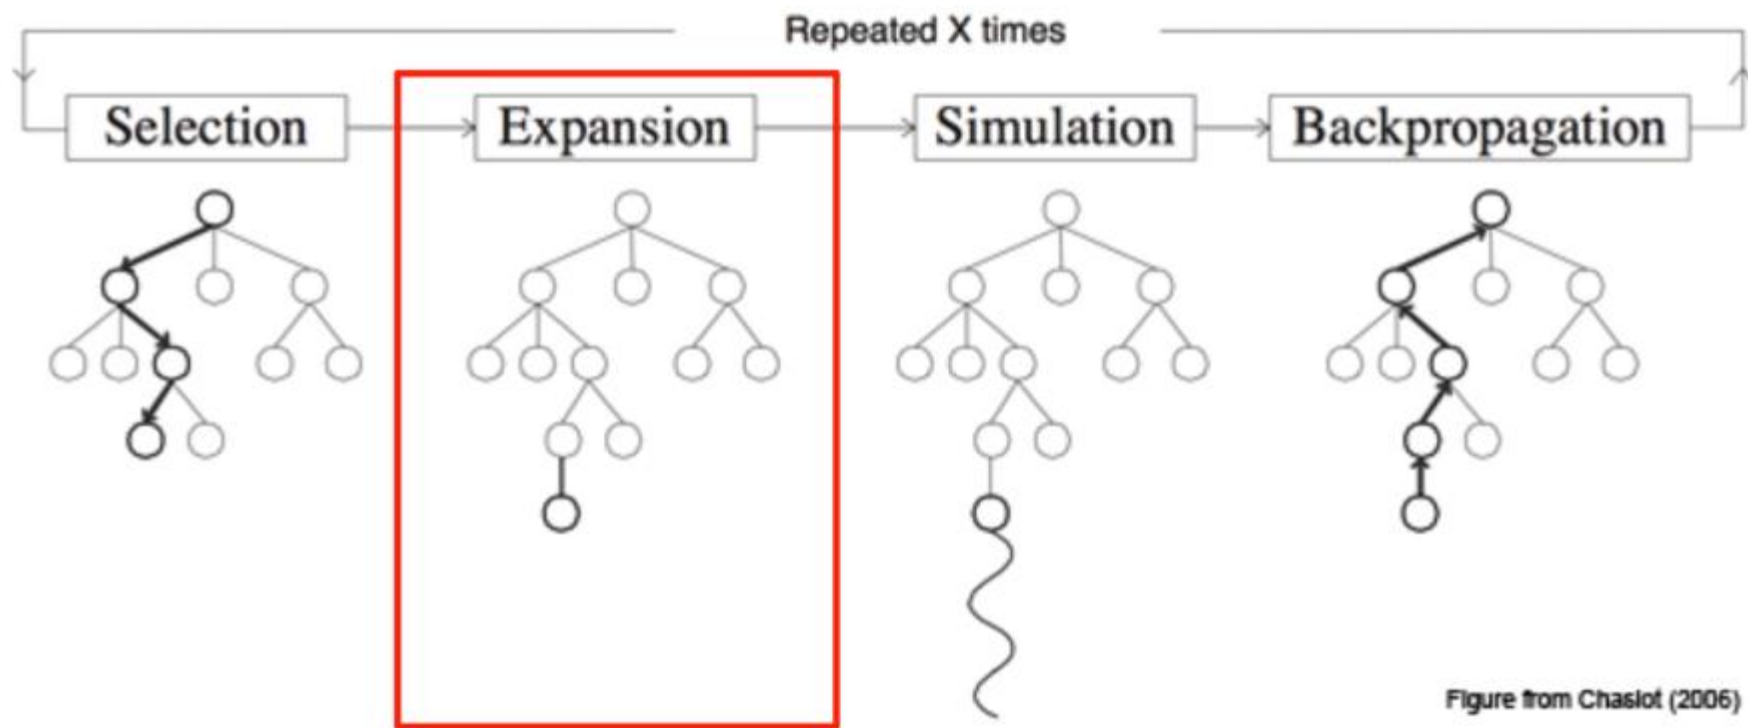 Repeated X times
Selection
Expansion
Simulation
Backpropagation
Figure from Chaslot (2006)